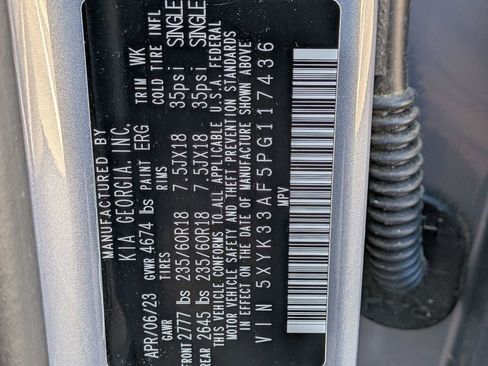 MANUFACTURED BY
KIA GEORGIA, INC.
APR/06/23 GVWR 4674 lbs PAINT ERG TRIM WK
GAWR TIRES RIMS COLD TIRE INFL
FRONT 2777 lbs 235/60R18 7.5JX18 35psi SINGLE
REAR 2645 lbs 235/60R18 7.5JX18 35psi SINGLE
THIS VEHICLE CONFORMS TO ALL APPLICABLE U.S.A. FEDERAL
MOTOR VEHICLE SAFETY AND THEFT-PREVENTION STANDARDS
IN EFFECT ON THE DATE OF MANUFACTURE SHOWN ABOVE
VIN 5XYK33AF5PG117436
MPV